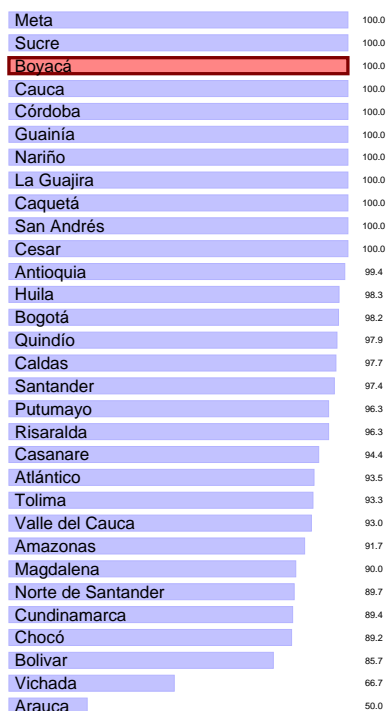 Meta 100.0
Sucre 100.0
Boyacá 100.0
Cauca 100.0
Córdoba 100.0
Guainía 100.0
Nariño 100.0
La Guajira 100.0
Caquetá 100.0
San Andrés 100.0
Cesar 100.0
Antioquia 99.4
Huila 98.3
Bogotá 98.2
Quindío 97.9
Caldas 97.7
Santander 97.4
Putumayo 96.3
Risaralda 96.3
Casanare 94.4
Atlántico 93.5
Tolima 93.3
Valle del Cauca 93.0
Amazonas 91.7
Magdalena 90.0
Norte de Santander 89.7
Cundinamarca 89.4
Chocó 89.2
Bolivar 85.7
Vichada 66.7
Arauca 50.0